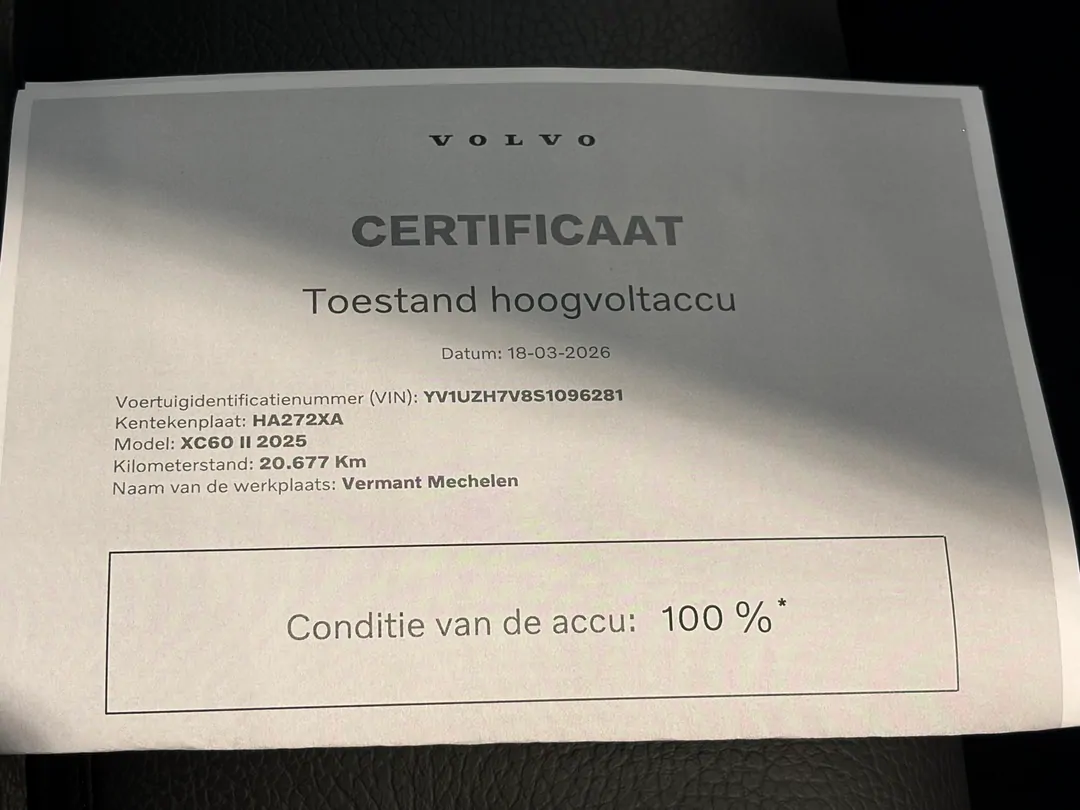 VOLVO
CERTIFICAAT
Toestand hoogvoltaccu
Datum: 18-03-2026
Voertuigidentificatienummer (VIN): YV1UZH7V8S1096281
Kentekenplaat: HA272XA
Model: XC60 II 2025
Kilometerstand: 20.677 Km
Naam van de werkplaats: Vermant Mechelen
Conditie van de accu: 100 %*